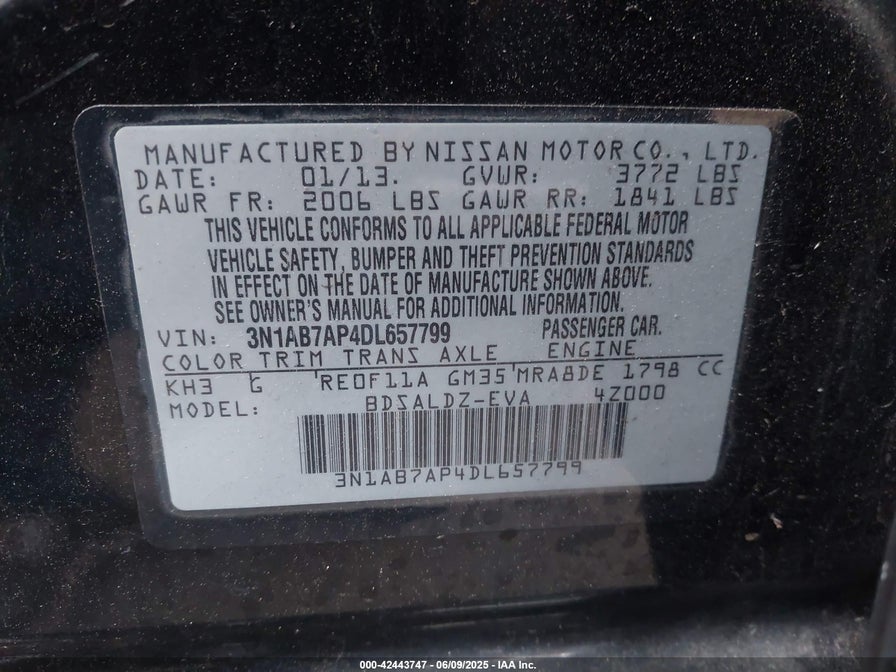 MANUFACTURED BY NISSAN MOTOR CO., LTD.
DATE: 01/13. GVWR: 3772 LBS
GAWR FR: 2006 LBS GAWR RR: 1841 LBS
THIS VEHICLE CONFORMS TO ALL APPLICABLE FEDERAL MOTOR
VEHICLE SAFETY, BUMPER AND THEFT PREVENTION STANDARDS
IN EFFECT ON THE DATE OF MANUFACTURE SHOWN ABOVE.
SEE OWNER'S MANUAL FOR ADDITIONAL INFORMATION.
VIN: 3N1AB7AP4DL657799 PASSENGER CAR.
COLOR TRIM TRANS AXLE ENGINE
KH3 G RE0F11A GM35 MRA8DE 1798 CC
MODEL: BDSALDZ-EVA 4Z000
3N1AB7AP4DL657799
000-42443747 - 06/09/2025 - IAA Inc.